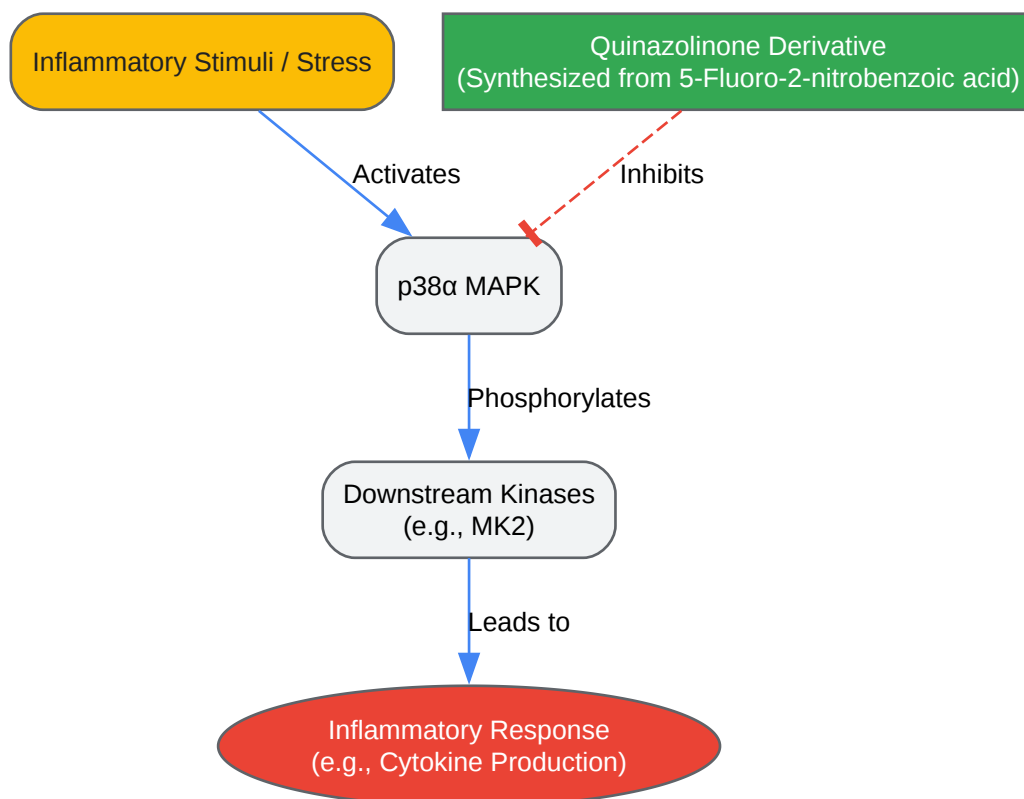 Inflammatory Stimuli / Stress
Quinazolinone Derivative
(Synthesized from 5-Fluoro-2-nitrobenzoic acid)
Activates
Inhibits
p38α MAPK
Phosphorylates
Downstream Kinases
(e.g., MK2)
Leads to
Inflammatory Response
(e.g., Cytokine Production)